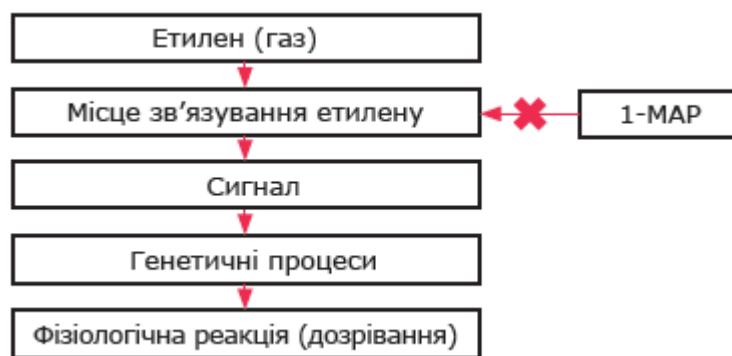 Етилен (газ)
Місце зв’язування етилену
1-МАР
Сигнал
Генетичні процеси
Фізіологічна реакція (дозрівання)